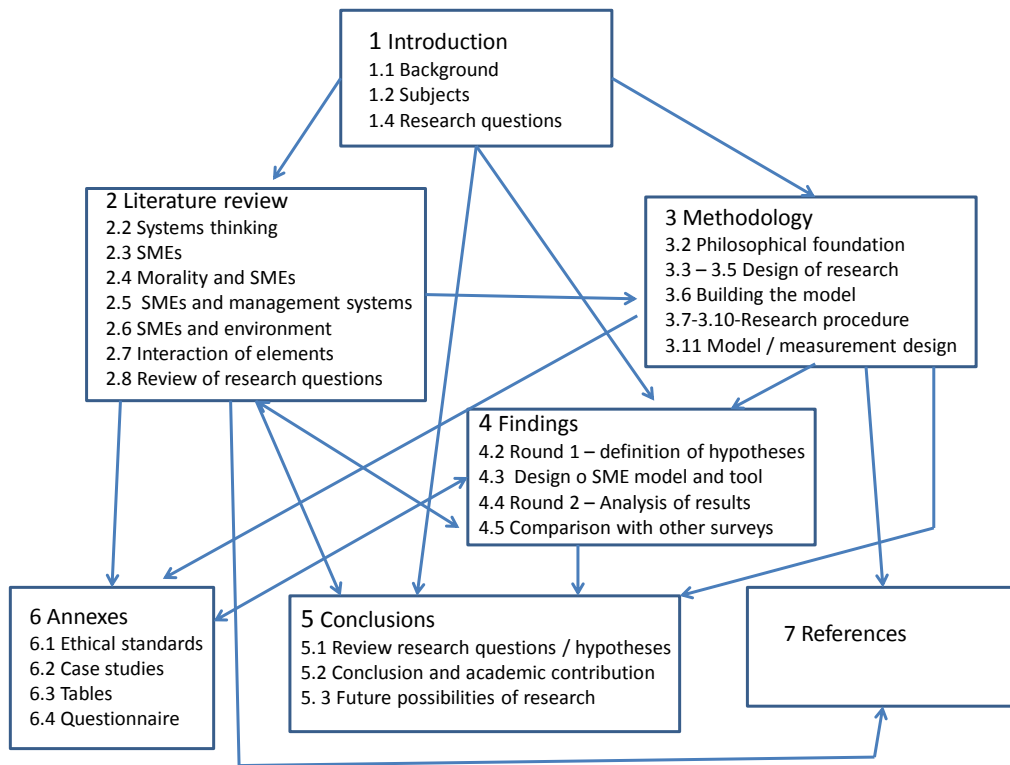 1 Introduction
1.1 Background
1.2 Subjects
1.4 Research questions
2 Literature review
2.2 Systems thinking
2.3 SMEs
2.4 Morality and SMEs
2.5 SMEs and management systems
2.6 SMEs and environment
2.7 Interaction of elements
2.8 Review of research questions
3 Methodology
3.2 Philosophical foundation
3.3 – 3.5 Design of research
3.6 Building the model
3.7-3.10-Research procedure
3.11 Model / measurement design
4 Findings
4.2 Round 1 – definition of hypotheses
4.3 Design o SME model and tool
4.4 Round 2 – Analysis of results
4.5 Comparison with other surveys
6 Annexes
6.1 Ethical standards
6.2 Case studies
6.3 Tables
6.4 Questionnaire
5 Conclusions
5.1 Review research questions / hypotheses
5.2 Conclusion and academic contribution
5. 3 Future possibilities of research
7 References